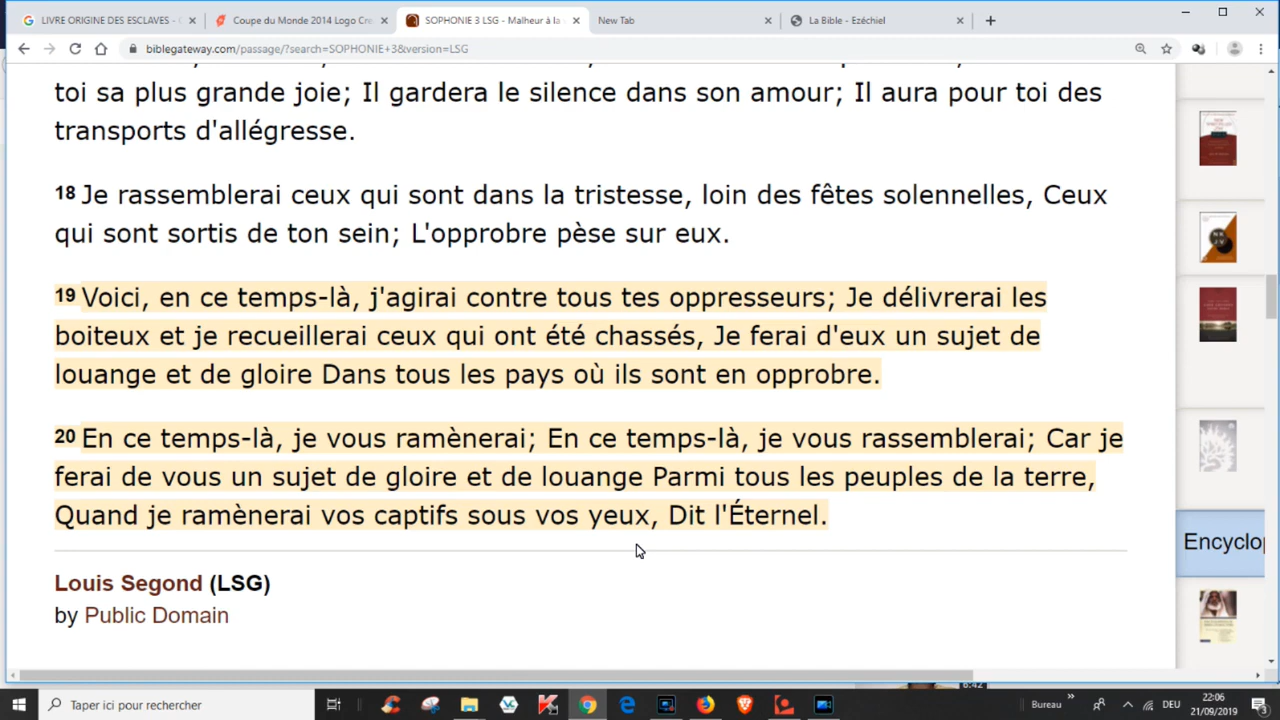 LIVRE ORIGINE DES ESCLAVES -
Coupe du Monde 2014 Logo Cre
SOPHONIE 3 LSG - Malheur à la
New Tab
La Bible - Ezéchiel
biblegateway.com/passage/?search=SOPHONIE+3&version=LSG
toi sa plus grande joie; Il gardera le silence dans son amour; Il aura pour toi des
transports d'allégresse.
18 Je rassemblerai ceux qui sont dans la tristesse, loin des fêtes solennelles, Ceux
qui sont sortis de ton sein; L'opprobre pèse sur eux.
19 Voici, en ce temps-là, j'agirai contre tous tes oppresseurs; Je délivrerai les
boiteux et je recueillerai ceux qui ont été chassés, Je ferai d'eux un sujet de
louange et de gloire Dans tous les pays où ils sont en opprobre.
20 En ce temps-là, je vous ramènerai; En ce temps-là, je vous rassemblerai; Car je
ferai de vous un sujet de gloire et de louange Parmi tous les peuples de la terre,
Quand je ramènerai vos captifs sous vos yeux, Dit l'Éternel.
Encyclop
Louis Segond (LSG)
by Public Domain
Taper ici pour rechercher
Bureau
DEU
22:06
21/09/2019